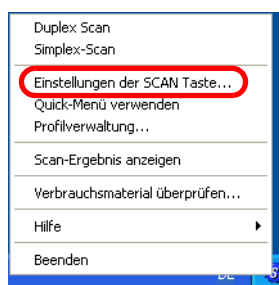 Duplex Scan
Simplex-Scan
Einstellungen der SCAN Taste...
Quick-Menü verwenden
Profilverwaltung...
Scan-Ergebnis anzeigen
Verbrauchsmaterial überprüfen...
Hilfe
Beenden